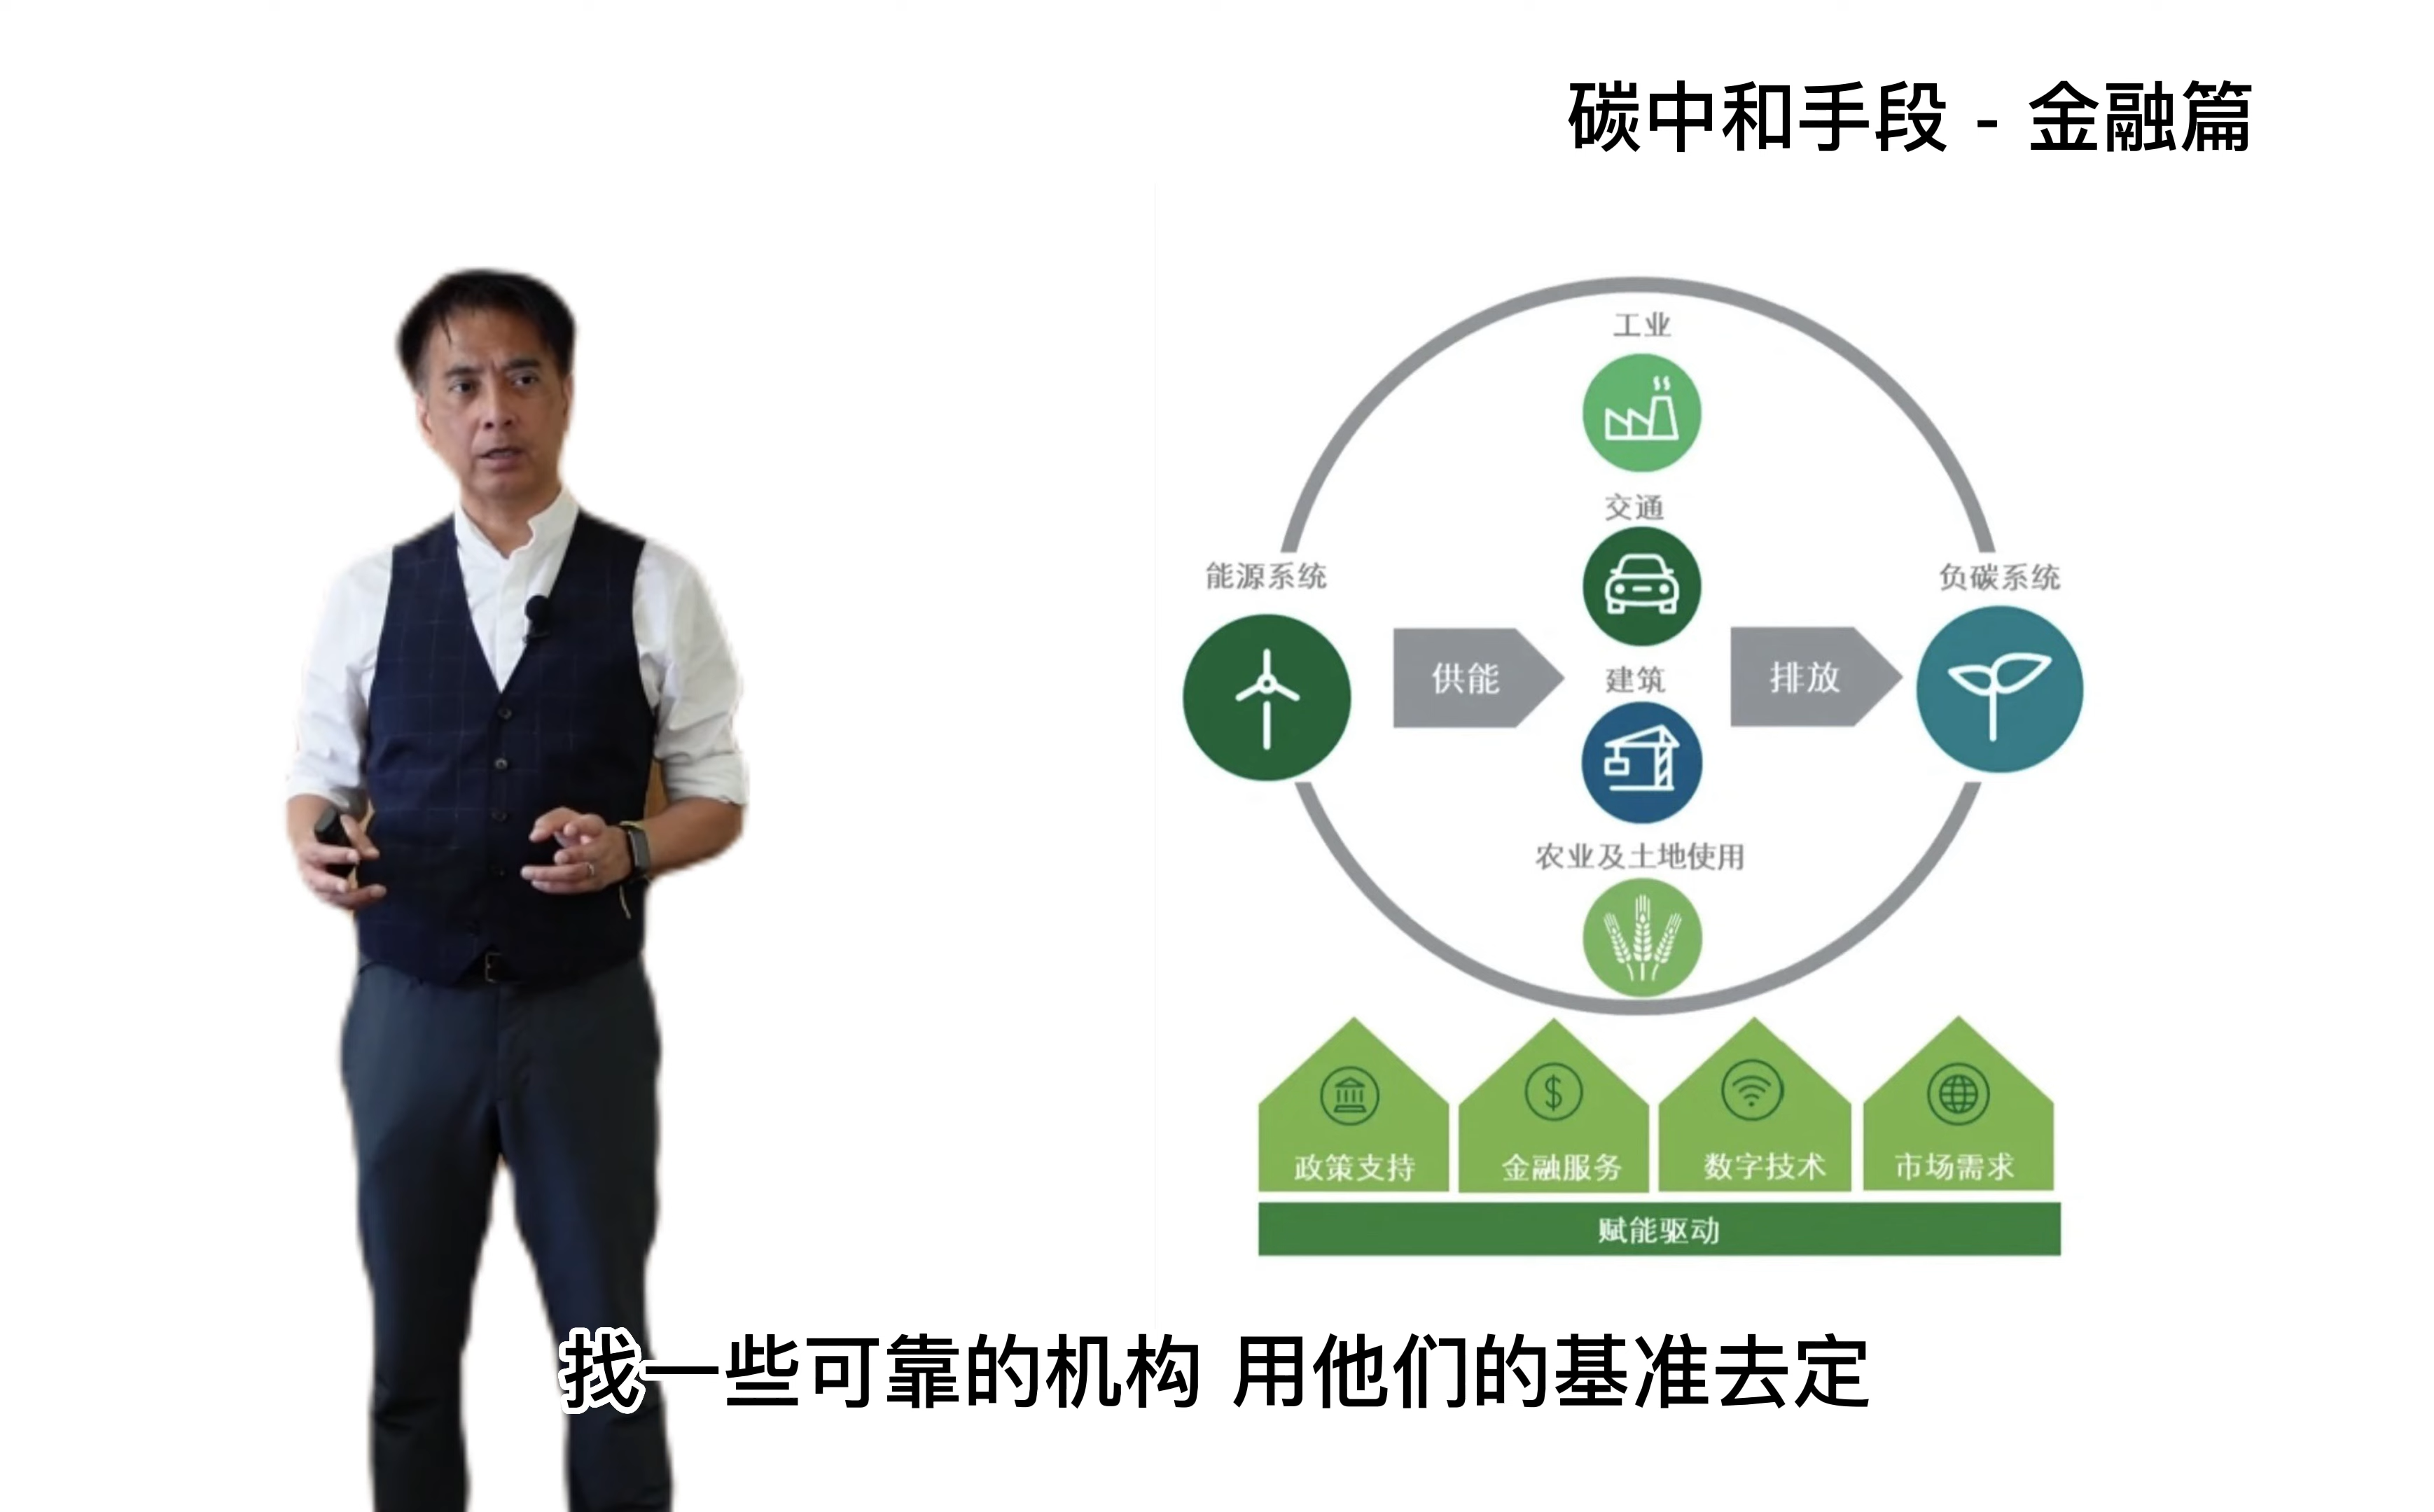 碳中和手段 - 金融篇
工业
交通
能源系统
负碳系统
供能
建筑
排放
农业及土地使用
$
政策支持
金融服务
数字技术
市场需求
赋能驱动
找一些可靠的机构 用他们的基准去定